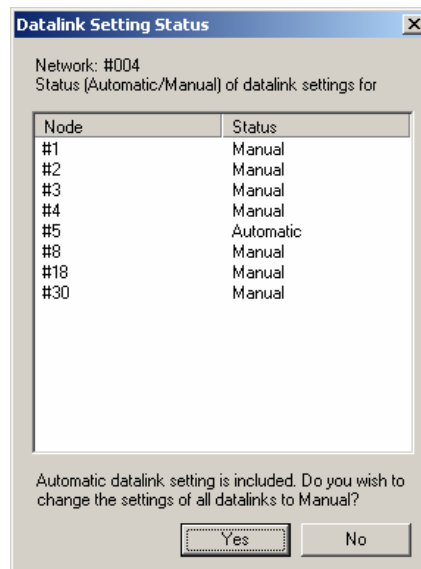 Datalink Setting Status
Network: #004
Status (Automatic/Manual) of datalink settings for
Node Status
#1 Manual
#2 Manual
#3 Manual
#4 Manual
#5 Automatic
#8 Manual
#18 Manual
#30 Manual
Automatic datalink setting is included. Do you wish to
change the settings of all datalinks to Manual?
Yes No